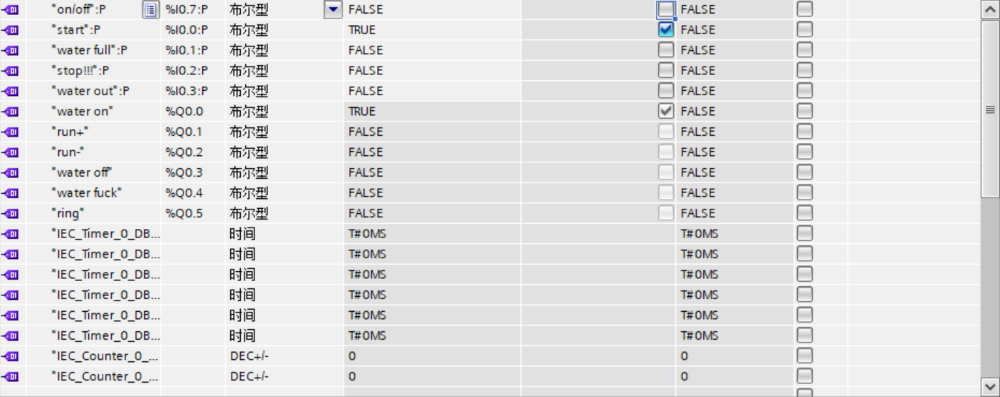 "on/off":P %I0.7:P 布尔型 FALSE FALSE
"start":P %I0.0:P 布尔型 TRUE FALSE
"water full":P %I0.1:P 布尔型 FALSE FALSE
"stop!!!":P %I0.2:P 布尔型 FALSE FALSE
"water out":P %I0.3:P 布尔型 FALSE FALSE
"water on" %Q0.0 布尔型 TRUE FALSE
"run+" %Q0.1 布尔型 FALSE FALSE
"run-" %Q0.2 布尔型 FALSE FALSE
"water off" %Q0.3 布尔型 FALSE FALSE
"water fuck" %Q0.4 布尔型 FALSE FALSE
"ring" %Q0.5 布尔型 FALSE FALSE
"IEC_Timer_0_DB... 时间 T#0MS T#0MS
"IEC_Timer_0_DB... 时间 T#0MS T#0MS
"IEC_Timer_0_DB... 时间 T#0MS T#0MS
"IEC_Timer_0_DB... 时间 T#0MS T#0MS
"IEC_Timer_0_DB... 时间 T#0MS T#0MS
"IEC_Timer_0_DB... 时间 T#0MS T#0MS
"IEC_Counter_0_... DEC+/- 0 0
"IEC_Counter_0_... DEC+/- 0 0